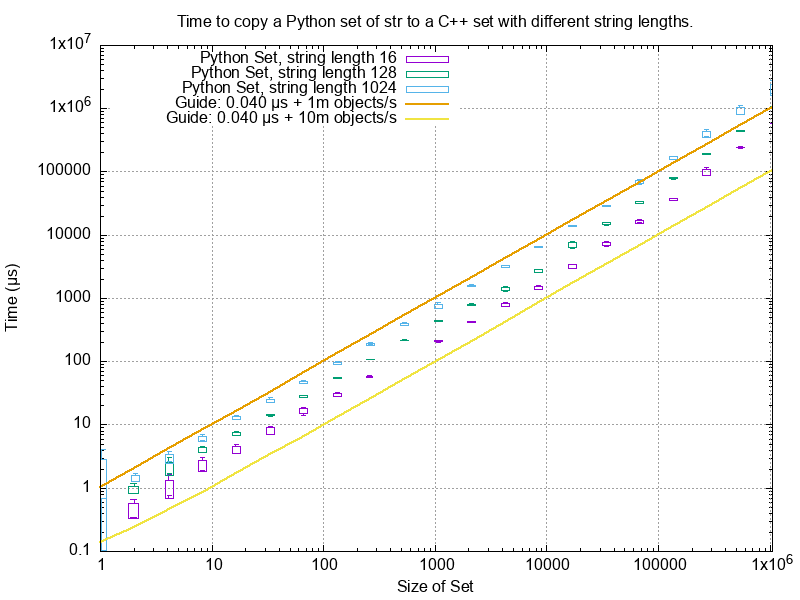 Time to copy a Python set of str to a C++ set with different string lengths.
Python Set, string length 16
Python Set, string length 128
Python Set, string length 1024
Guide: 0.040 µs + 1m objects/s
Guide: 0.040 µs + 10m objects/s
1x10^7
1x10^6
100000
10000
1000
100
10
1
0.1
Time (µs)
1 10 100 1000 10000 100000 1x10^6
Size of Set